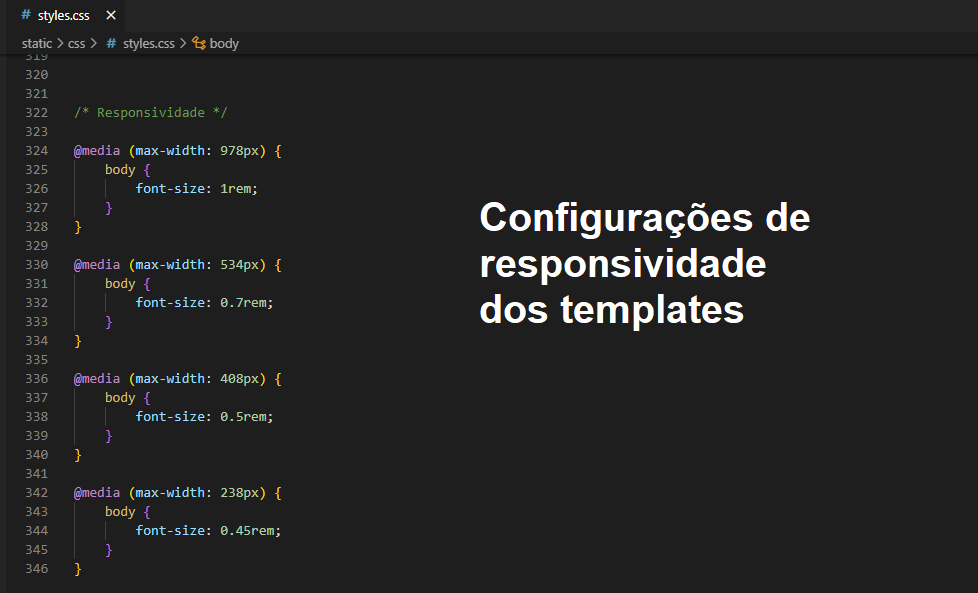 # styles.css ×
static > css > # styles.css > body
319
320
321
322 /* Responsividade */
323
324 @media (max-width: 978px) {
325 body {
326 font-size: 1rem;
327 }
328 }
329
330 @media (max-width: 534px) {
331 body {
332 font-size: 0.7rem;
333 }
334 }
335
336 @media (max-width: 408px) {
337 body {
338 font-size: 0.5rem;
339 }
340 }
341
342 @media (max-width: 238px) {
343 body {
344 font-size: 0.45rem;
345 }
346 }
Configurações de
responsividade
dos templates